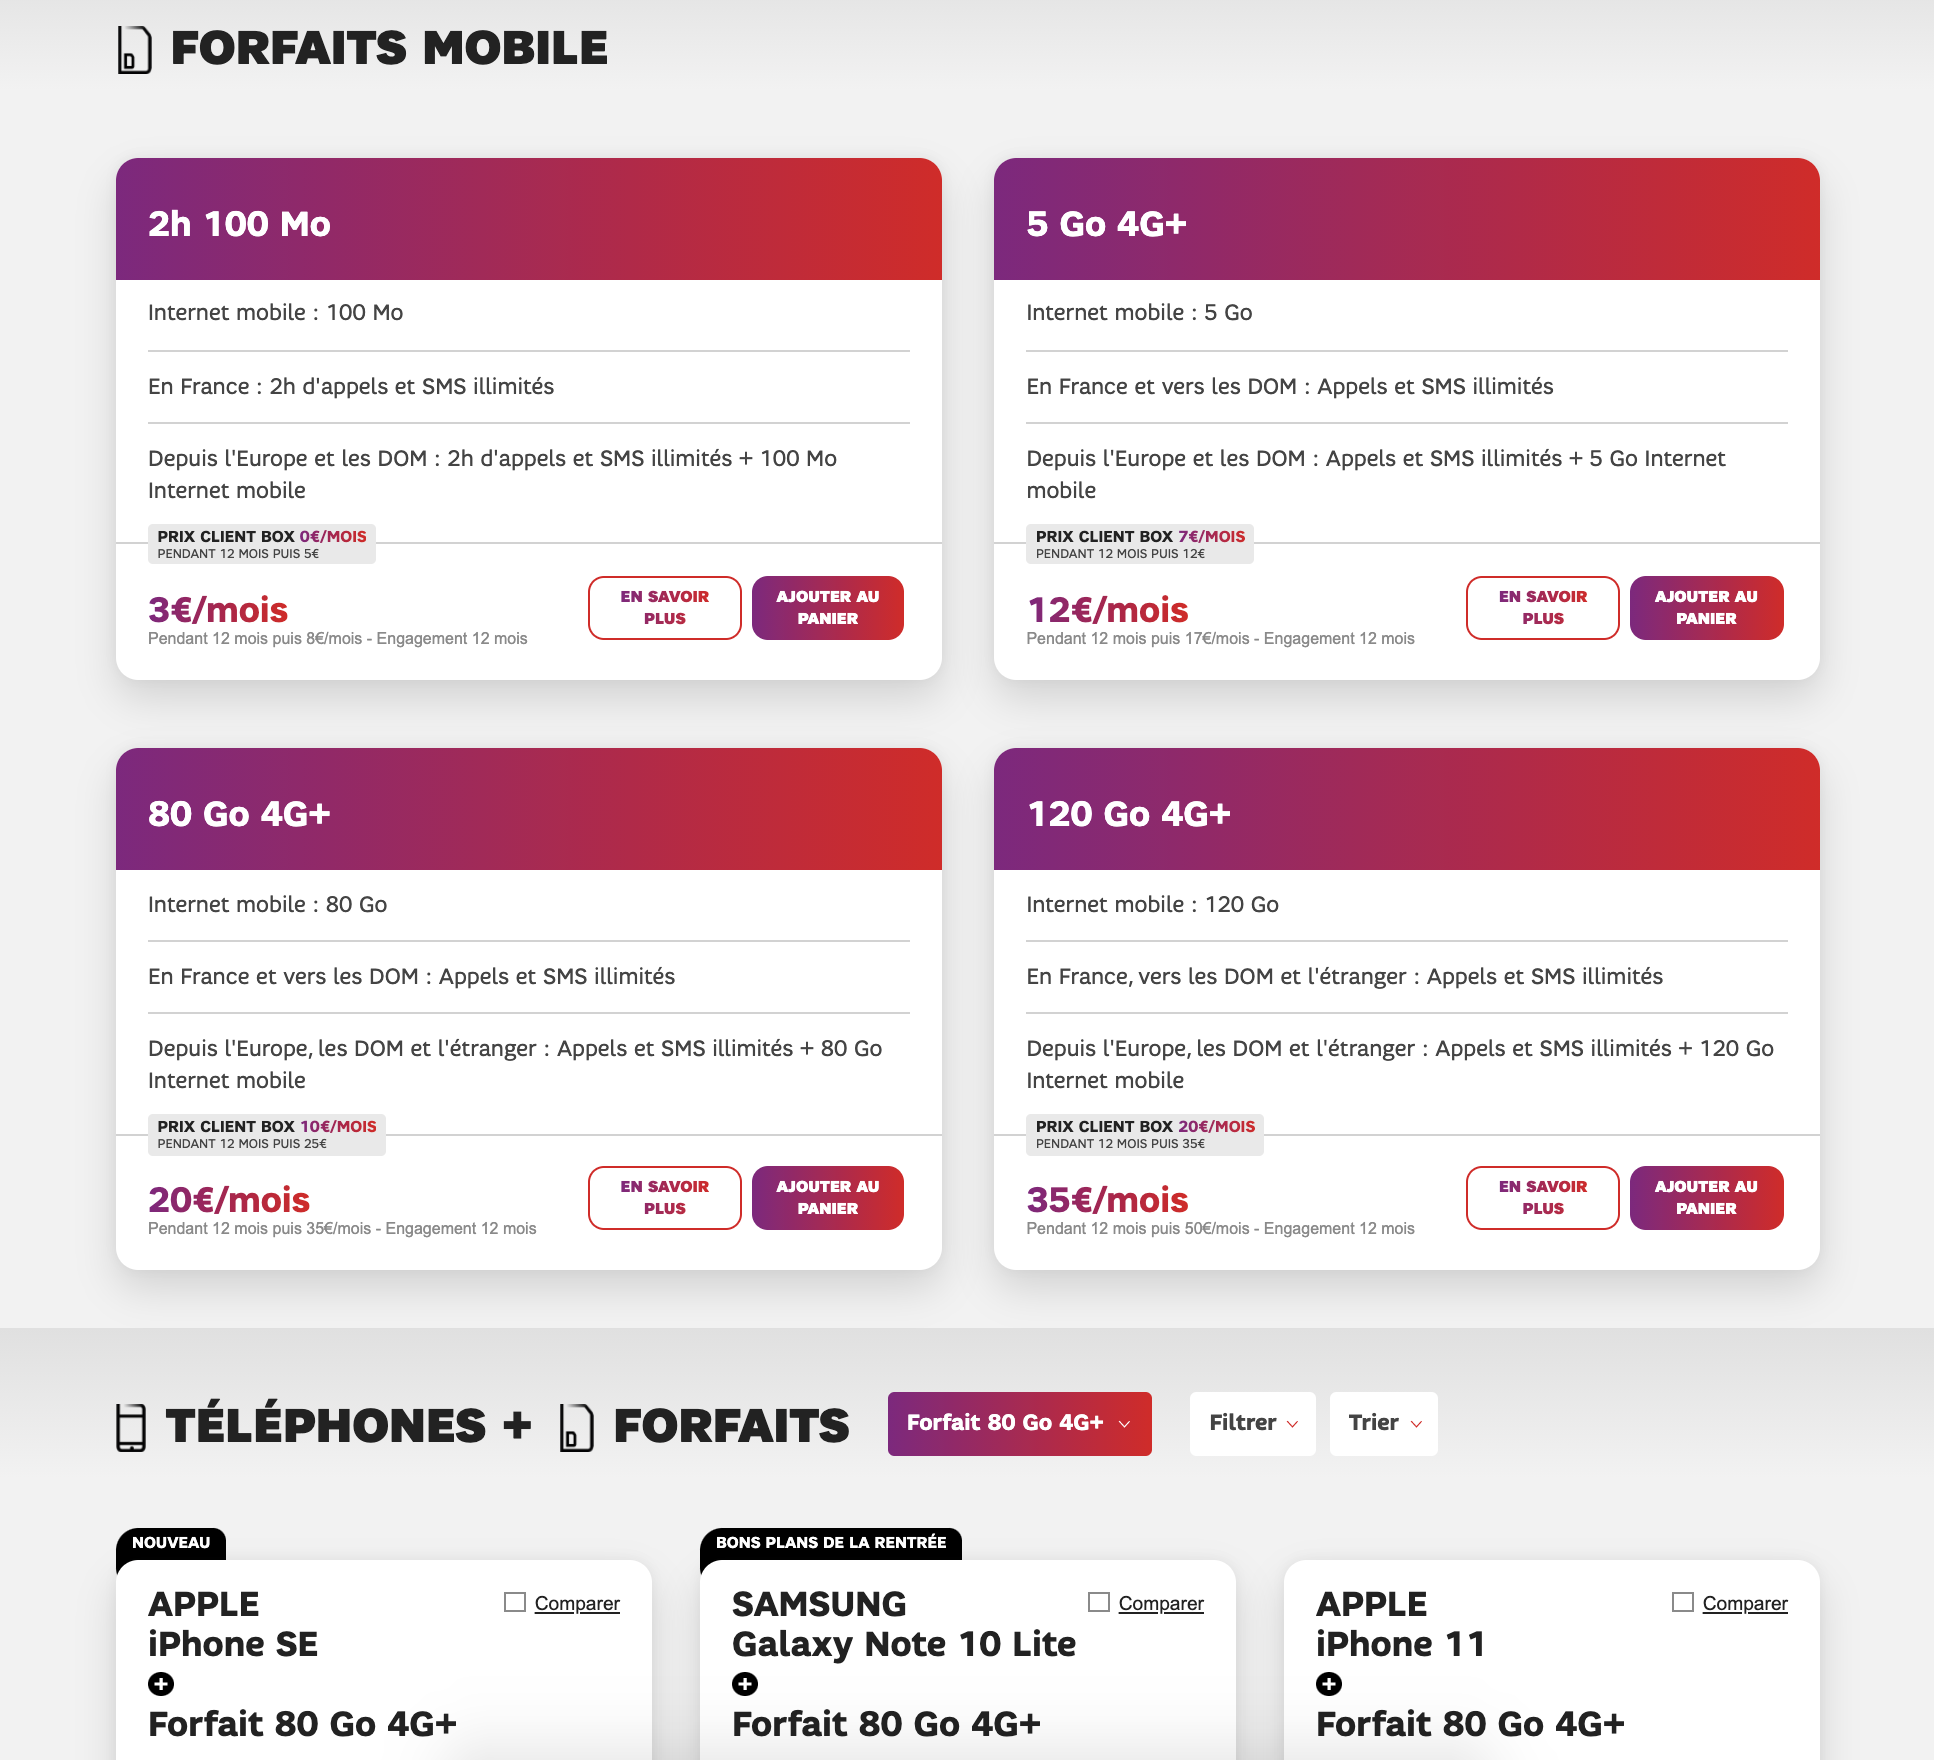 FORFAITS MOBILE
2h 100 Mo
Internet mobile : 100 Mo
En France : 2h d'appels et SMS illimités
Depuis l'Europe et les DOM : 2h d'appels et SMS illimités + 100 Mo
Internet mobile
PRIX CLIENT BOX 0€/MOIS
PENDANT 12 MOIS PUIS 5€
3€/mois
Pendant 12 mois puis 8€/mois - Engagement 12 mois
EN SAVOIR
PLUS
AJOUTER AU
PANIER
5 Go 4G+
Internet mobile : 5 Go
En France et vers les DOM : Appels et SMS illimités
Depuis l'Europe et les DOM : Appels et SMS illimités + 5 Go Internet
mobile
PRIX CLIENT BOX 7€/MOIS
PENDANT 12 MOIS PUIS 12€
12€/mois
Pendant 12 mois puis 17€/mois - Engagement 12 mois
EN SAVOIR
PLUS
AJOUTER AU
PANIER
80 Go 4G+
Internet mobile : 80 Go
En France et vers les DOM : Appels et SMS illimités
Depuis l'Europe, les DOM et l'étranger : Appels et SMS illimités + 80 Go
Internet mobile
PRIX CLIENT BOX 10€/MOIS
PENDANT 12 MOIS PUIS 25€
20€/mois
Pendant 12 mois puis 35€/mois - Engagement 12 mois
EN SAVOIR
PLUS
AJOUTER AU
PANIER
120 Go 4G+
Internet mobile : 120 Go
En France, vers les DOM et l'étranger : Appels et SMS illimités
Depuis l'Europe, les DOM et l'étranger : Appels et SMS illimités + 120 Go
Internet mobile
PRIX CLIENT BOX 20€/MOIS
PENDANT 12 MOIS PUIS 35€
35€/mois
Pendant 12 mois puis 50€/mois - Engagement 12 mois
EN SAVOIR
PLUS
AJOUTER AU
PANIER
TÉLÉPHONES + FORFAITS
Forfait 80 Go 4G+
Filtrer
Trier
NOUVEAU
APPLE
Comparer
iPhone SE
+
Forfait 80 Go 4G+
BONS PLANS DE LA RENTRÉE
SAMSUNG
Comparer
Galaxy Note 10 Lite
+
Forfait 80 Go 4G+
APPLE
Comparer
iPhone 11
+
Forfait 80 Go 4G+